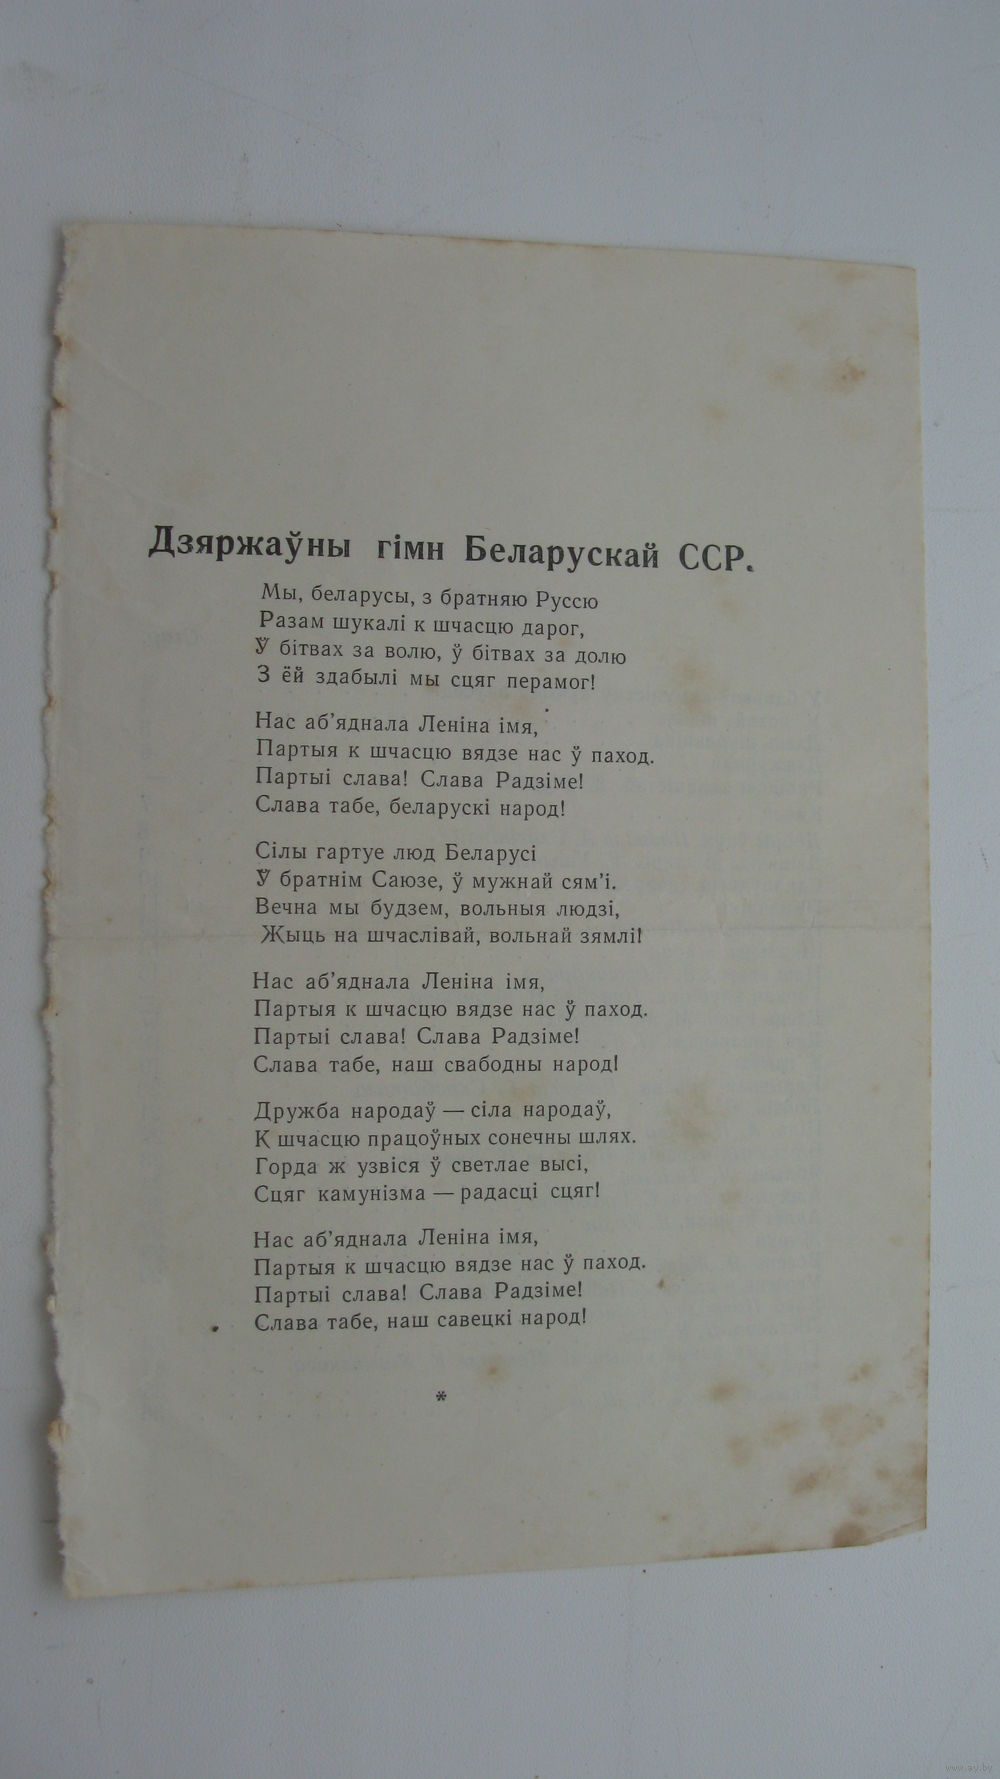 Дзяржаўны гімн Беларускай ССР.
Мы, беларусы, з братняю Руссю
Разам шукалі к шчасцю дарог,
Ў бітвах за волю, ў бітвах за долю
З ёй здабылі мы сцяг перамог!
Нас аб’яднала Леніна імя,
Партыя к шчасцю вядзе нас ў паход.
Партыі слава! Слава Радзіме!
Слава табе, беларускі народ!
Сілы гартуе люд Беларусі
Ў братнім Саюзе, ў мужнай сям’і.
Вечна мы будзем, вольныя людзі,
Жыць на шчаслівай, вольнай зямлі!
Нас аб’яднала Леніна імя,
Партыя к шчасцю вядзе нас ў паход.
Партыі слава! Слава Радзіме!
Слава табе, наш свабодны народ!
Дружба народаў — сіла народаў,
К шчасцю працоўных сонечны шлях.
Горда ж узвіся ў светлае высі,
Сцяг камунізма — радасці сцяг!
Нас аб’яднала Леніна імя,
Партыя к шчасцю вядзе нас ў паход.
Партыі слава! Слава Радзіме!
Слава табе, наш савецкі народ!
*
www.av.by